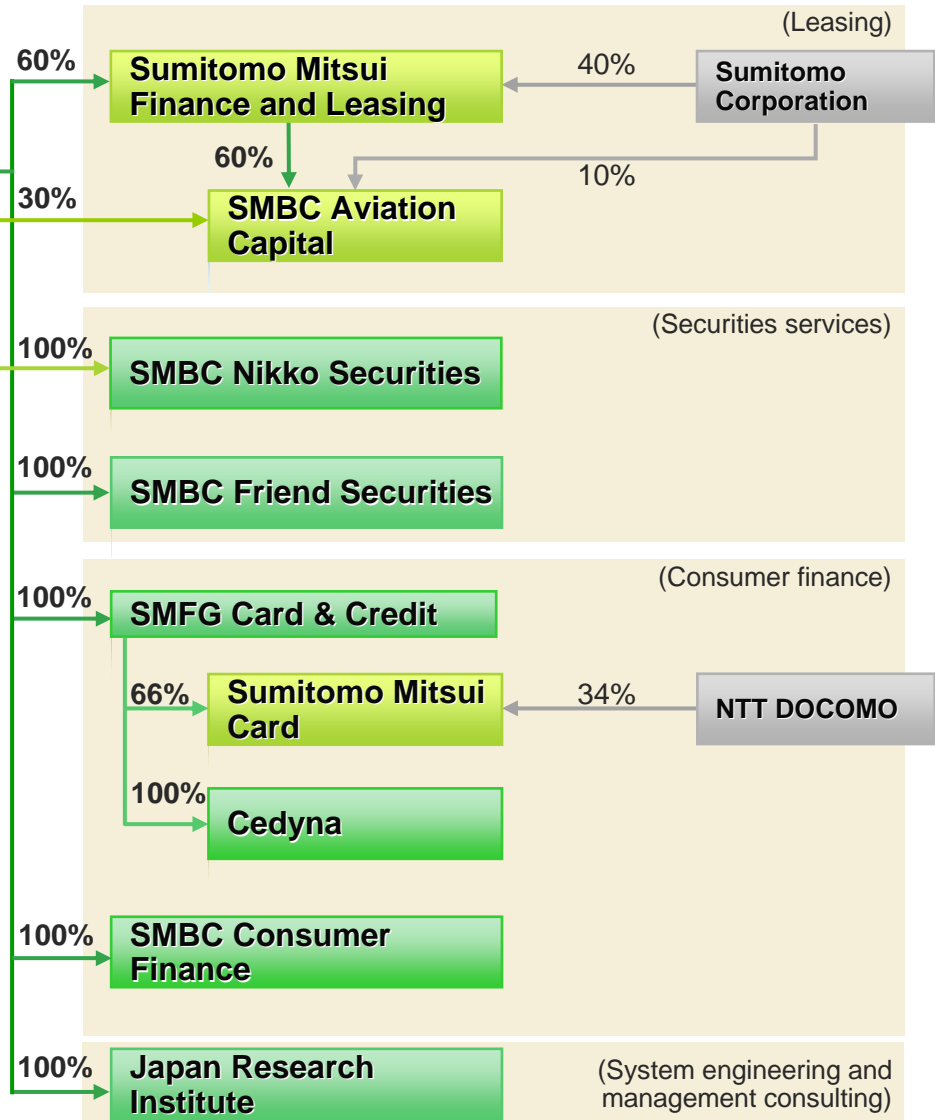 (Leasing)
60%
Sumitomo Mitsui
Finance and Leasing
40%
Sumitomo
Corporation
60%
10%
30%
SMBC Aviation
Capital
(Securities services)
100%
SMBC Nikko Securities
100%
SMBC Friend Securities
(Consumer finance)
100%
SMFG Card & Credit
66%
Sumitomo Mitsui
Card
34%
NTT DOCOMO
100%
Cedyna
100%
SMBC Consumer
Finance
100%
Japan Research
Institute
(System engineering and
management consulting)